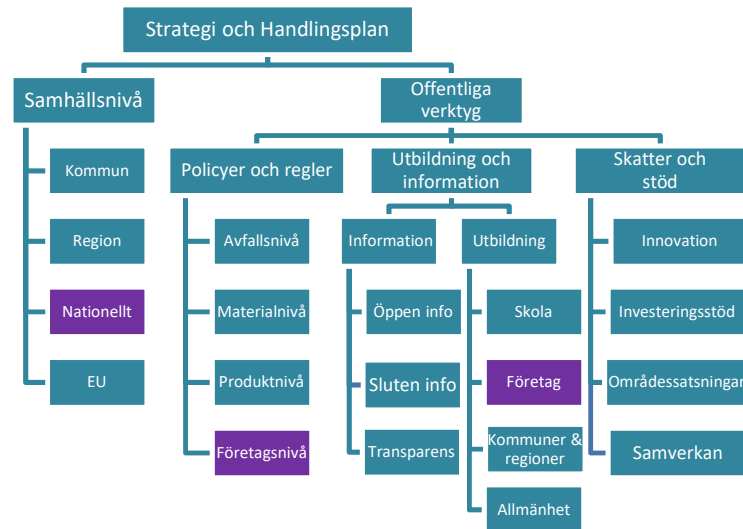 Strategi och Handlingsplan
Samhällsnivå
Offentliga
verktyg
Kommun
Region
Nationellt
EU
Policyer och regler
Utbildning och
information
Skatter och
stöd
Avfallsnivå
Materialnivå
Produktnivå
Företagsnivå
Information
Öppen info
Sluten info
Transparens
Utbildning
Skola
Företag
Kommuner &
regioner
Allmänhet
Innovation
Investeringsstöd
Områdessatsningar
Samverkan